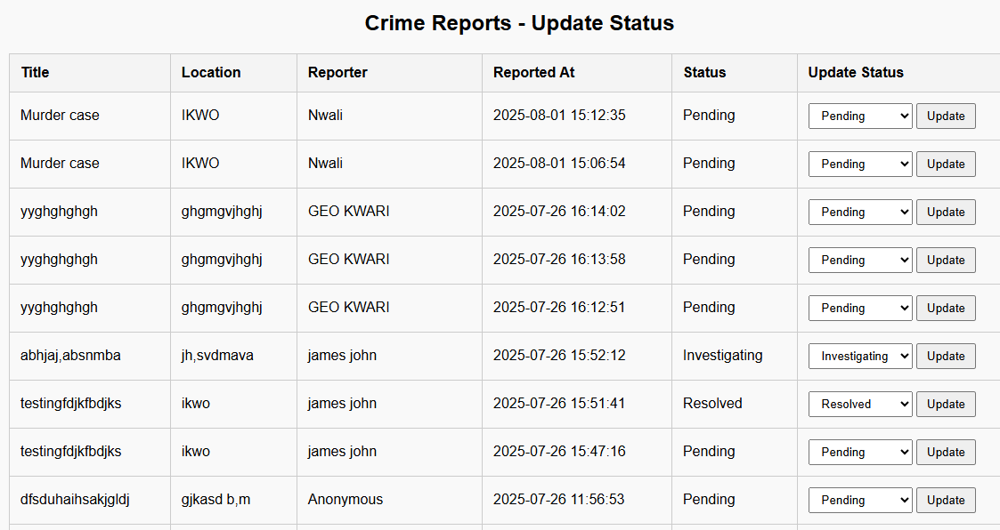 Crime Reports - Update Status
Title Location Reporter Reported At Status Update Status
Murder case IKWO Nwali 2025-08-01 15:12:35 Pending Pending Update
Murder case IKWO Nwali 2025-08-01 15:06:54 Pending Pending Update
yyghghghgh ghgmgvjhghj GEO KWARI 2025-07-26 16:14:02 Pending Pending Update
yyghghghgh ghgmgvjhghj GEO KWARI 2025-07-26 16:13:58 Pending Pending Update
yyghghghgh ghgmgvjhghj GEO KWARI 2025-07-26 16:12:51 Pending Pending Update
abhjaj,absnmba jh,svdmava james john 2025-07-26 15:52:12 Investigating Investigating Update
testingfdjkfbdjks ikwo james john 2025-07-26 15:51:41 Resolved Resolved Update
testingfdjkfbdjks ikwo james john 2025-07-26 15:47:16 Pending Pending Update
dfsduhaihsakjgldj gjkasd b,m Anonymous 2025-07-26 11:56:53 Pending Pending Update